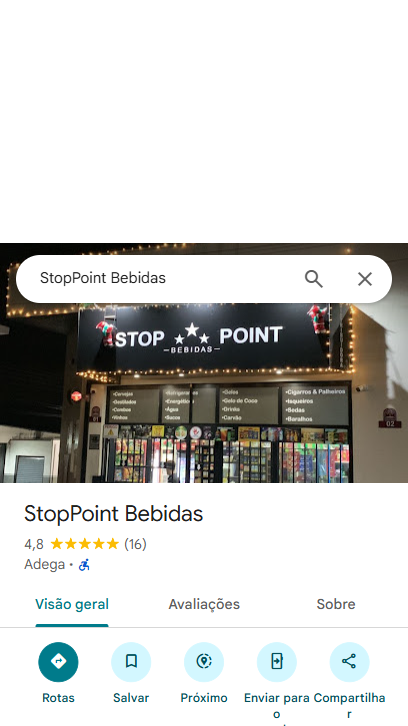 StopPoint Bebidas
STOP POINT
BEBIDAS
•Cervejas •Refrigerantes •Gelos •Cigarros & Palheiros
•Destilados •Energéticos •Gelo de Coco •Isqueiros
•Combos •Água •Drinks •Sedas
•Vinhos •Sucos •Carvão •Baralhos
02
StopPoint Bebidas
4,8 (16)
Adega •
Visão geral Avaliações Sobre
Rotas Salvar Próximo Enviar para Compartilha
o r